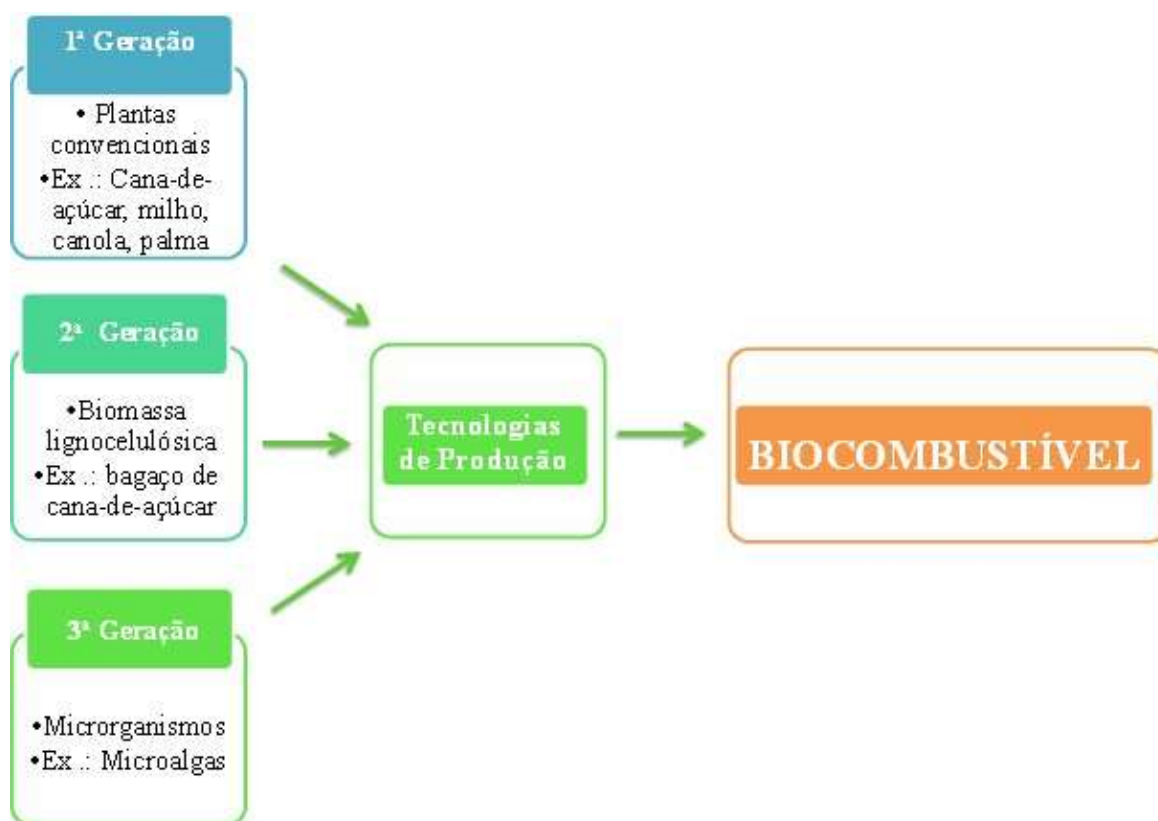 1ª Geração
• Plantas
convencionais
•Ex .: Cana-de-
açúcar, milho,
canola, palma
2ª Geração
•Biomassa
lignocelulósica
•Ex .: bagaço de
cana-de-açúcar
3ª Geração
•Microrganismos
•Ex .: Microalgas
Tecnologias
de Produção
BIOCOMBUSTÍVEL